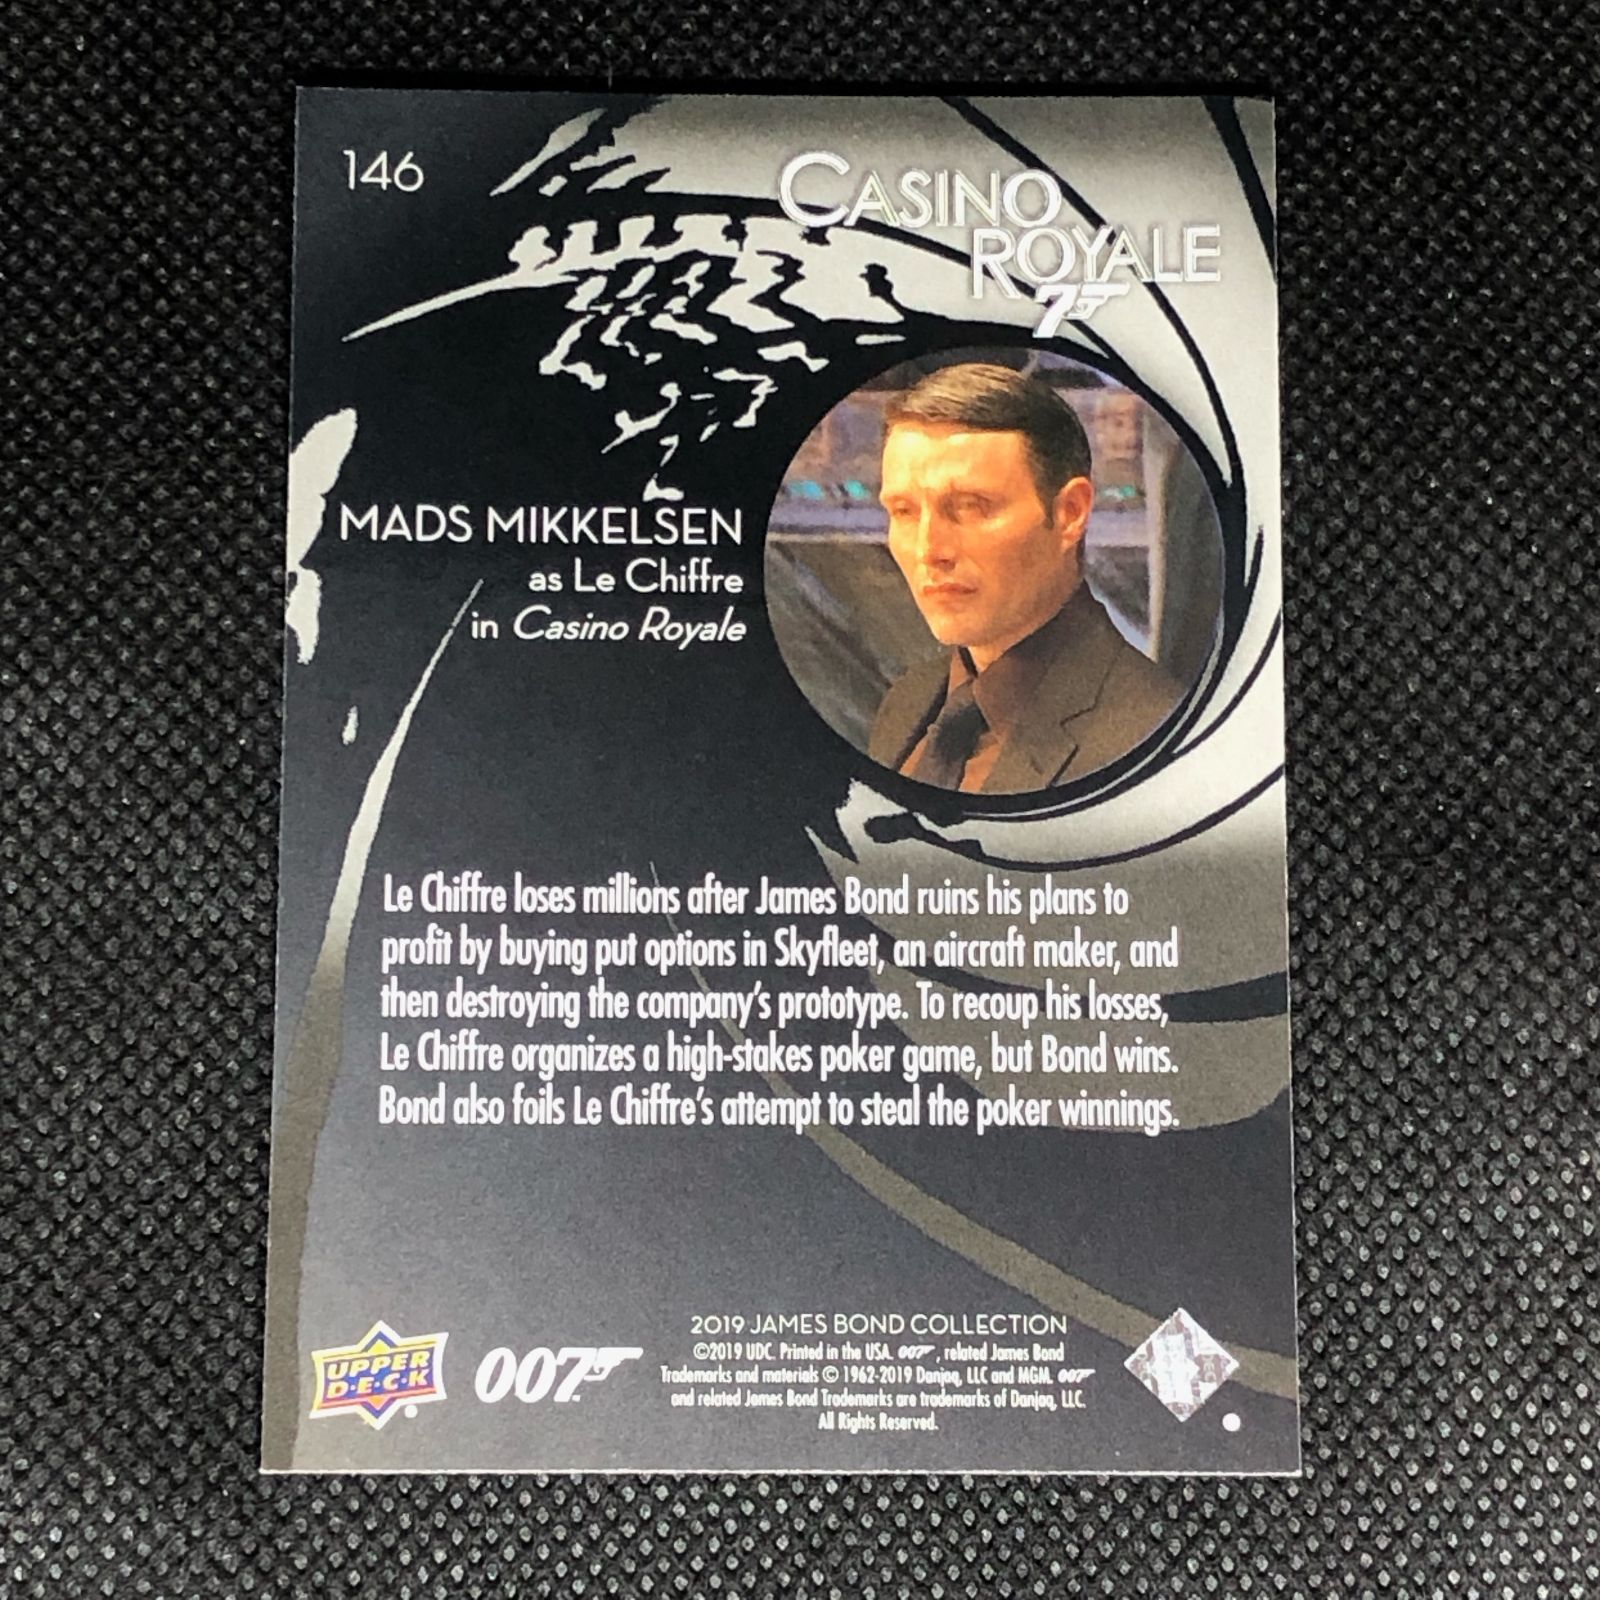 146
CASINO
ROYALE
7
MADS MIKKELSEN
as Le Chiffre
in Casino Royale
Le Chiffre loses millions after James Bond ruins his plans to
profit by buying put options in Skyfleet, an aircraft maker, and
then destroying the company's prototype. To recoup his losses,
Le Chiffre organizes a high-stakes poker game, but Bond wins.
Bond also foils Le Chiffre's attempt to steal the poker winnings.
UPPER
D·E·C·K
007
2019 JAMES BOND COLLECTION
©2019 UDC. Printed in the USA. 007, related James Bond
Trademarks and materials © 1962-2019 Danjaq, LLC and MGM. 007
and related James Bond Trademarks are trademarks of Danjaq, LLC.
All Rights Reserved.